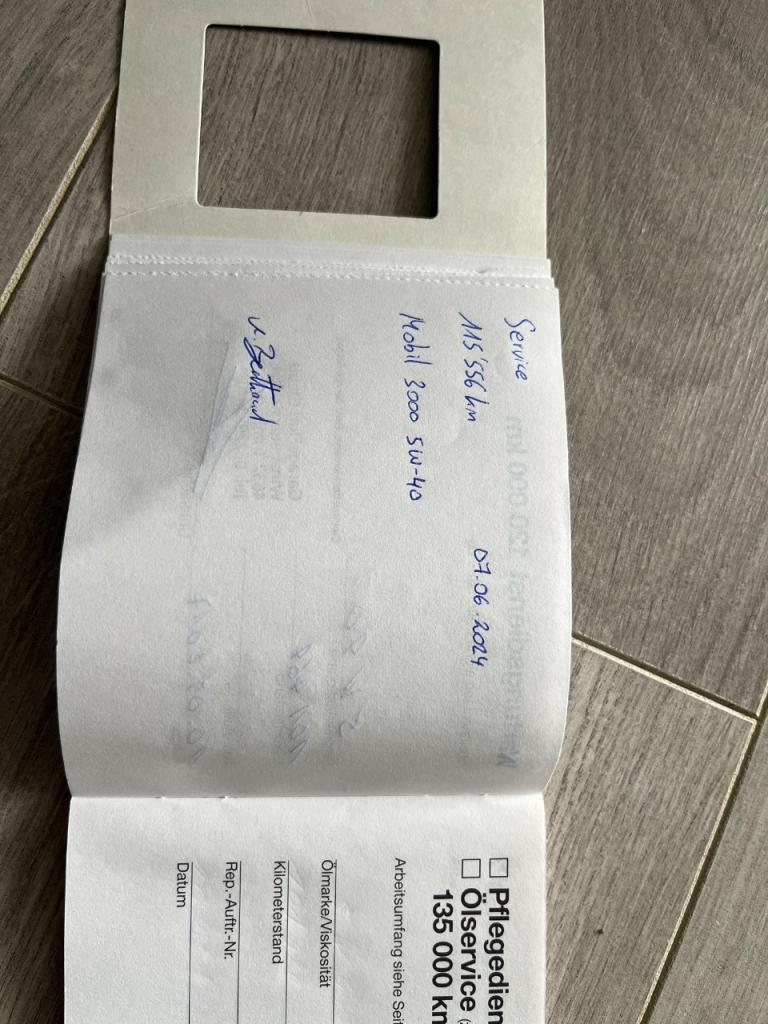 Service
115'556 km 07.06.2024
Mobil 3000 5W-40
☐ Pflegedien
☐ Ölservice
135 000 km
Arbeitsumfang siehe Seit
Ölmarke/Viskosität
Kilometerstand
Rep.-Auftr.-Nr.
Datum